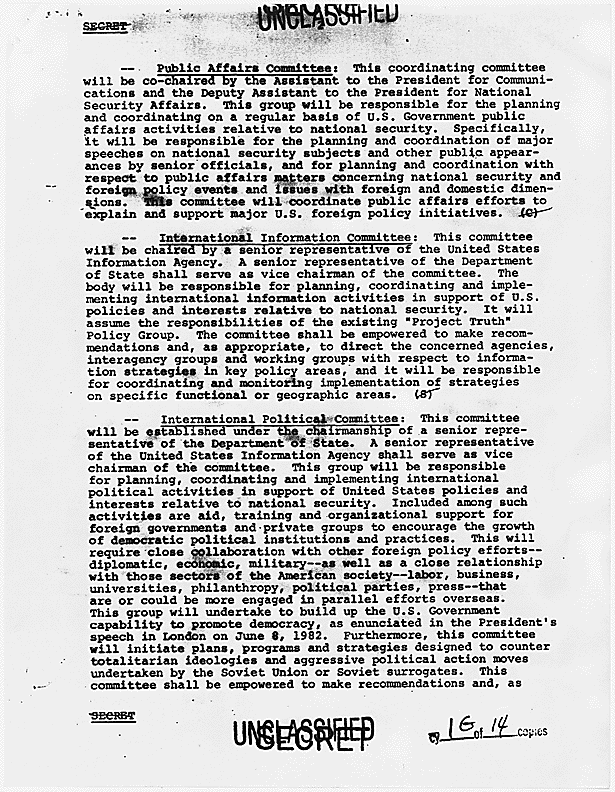 UNCLASSIFIED
SECRET
2
-- Public Affairs Committee: This coordinating committee
will be co-chaired by the Assistant to the President for Communi-
cations and the Deputy Assistant to the President for National
Security Affairs. This group will be responsible for the planning
and coordinating on a regular basis of U.S. Government public
affairs activities relative to national security. Specifically,
it will be responsible for the planning and coordination of major
speeches on national security subjects and other public appear-
ances by senior officials, and for planning and coordination with
respect to public affairs matters concerning national security and
foreign policy events and issues with foreign and domestic dimen-
sions. This committee will coordinate public affairs efforts to
explain and support major U.S. foreign policy initiatives. (C)
-- International Information Committee: This committee
will be chaired by a senior representative of the United States
Information Agency. A senior representative of the Department
of State shall serve as vice chairman of the committee. The
body will be responsible for planning, coordinating and imple-
menting international information activities in support of U.S.
policies and interests relative to national security. It will
assume the responsibilities of the existing "Project Truth"
Policy Group. The committee shall be empowered to make recom-
mendations and, as appropriate, to direct the concerned agencies,
interagency groups and working groups with respect to informa-
tion strategies in key policy areas, and it will be responsible
for coordinating and monitoring implementation of strategies
on specific functional or geographic areas. (S)
-- International Political Committee: This committee
will be established under the chairmanship of a senior repre-
sentative of the Department of State. A senior representative
of the United States Information Agency shall serve as vice
chairman of the committee. This group will be responsible
for planning, coordinating and implementing international
political activities in support of United States policies and
interests relative to national security. Included among such
activities are aid, training and organizational support for
foreign governments and private groups to encourage the growth
of democratic political institutions and practices. This will
require close collaboration with other foreign policy efforts--
diplomatic, economic, military--as well as a close relationship
with those sectors of the American society--labor, business,
universities, philanthropy, political parties, press--that
are or could be more engaged in parallel efforts overseas.
This group will undertake to build up the U.S. Government
capability to promote democracy, as enunciated in the President's
speech in London on June 8, 1982. Furthermore, this committee
will initiate plans, programs and strategies designed to counter
totalitarian ideologies and aggressive political action moves
undertaken by the Soviet Union or Soviet surrogates. This
committee shall be empowered to make recommendations and, as
SECRET
UNCLASSIFIED
SECRET
of 14 copies